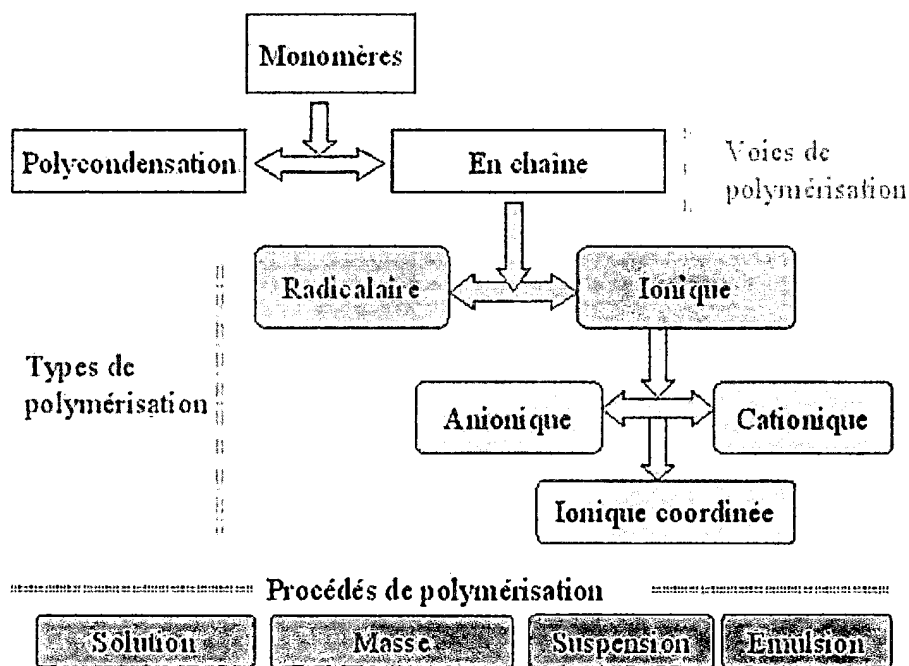 Monomères
Polycondensation
En chaine
Voies de
polymérisation
Radicalaire
Ionique
Types de
polymérisation
Anionique
Cationique
Ionique coordinée
Procédés de polymérisation
Solution
Masse
Suspension
Emulsion